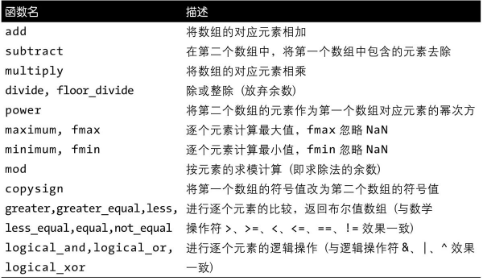 函数名 描述
add 将数组的对应元素相加
subtract 在第二个数组中，将第一个数组中包含的元素去除
multiply 将数组的对应元素相乘
divide, floor_divide 除或整除（放弃余数）
power 将第二个数组的元素作为第一个数组对应元素的幂次方
maximum, fmax 逐个元素计算最大值，fmax 忽略 NaN
minimum, fmin 逐个元素计算最小值，fmin 忽略 NaN
mod 按元素的求模计算（即求除法的余数）
copysign 将第一个数组的符号值改为第二个数组的符号值
greater,greater_equal,less, 进行逐个元素的比较，返回布尔值数组（与数学
less_equal,equal,not_equal 操作符 >、>=、<、<=、==、!= 效果一致）
logical_and,logical_or, 进行逐个元素的逻辑操作（与逻辑操作符 &、|、^ 效果
logical_xor 一致）